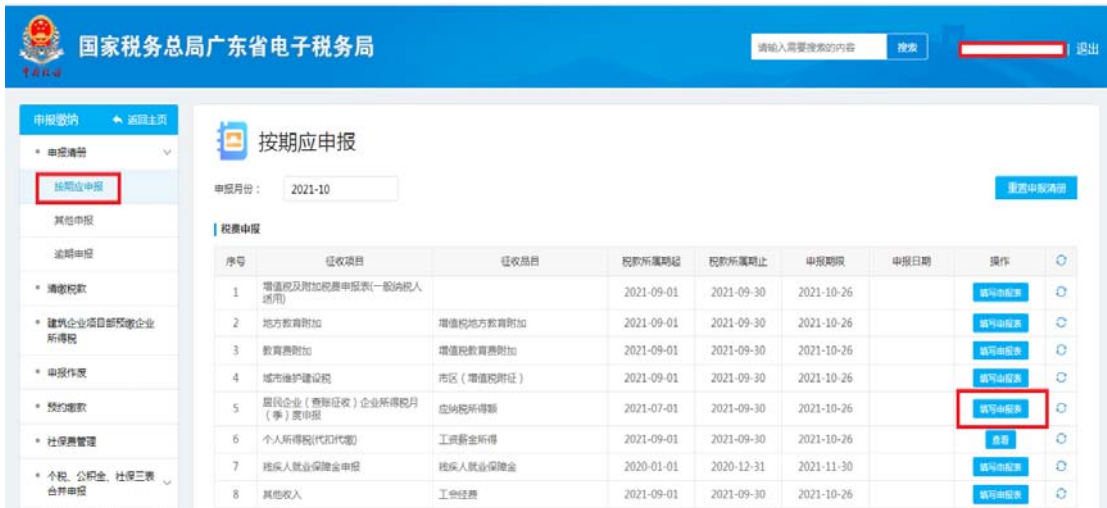 国家税务总局广东省电子税务局
请输入需要搜索的内容 搜索 退出
中国税务
申报缴纳 返回主页
申报清册
按期应申报
其他申报
逾期申报
清缴税款
建筑企业项目部预缴企业
所得税
申报作废
预约缴款
社保费管理
个税、公积金、社保三表
合并申报
按期应申报
申报月份： 2021-10 重置申报清册
税费申报
序号 征收项目 征收品目 税款所属期起 税款所属期止 申报期限 申报日期 操作
1 增值税及附加税费申报表(一般纳税人
适用) 2021-09-01 2021-09-30 2021-10-26 填写申报表
2 地方教育附加 增值税地方教育附加 2021-09-01 2021-09-30 2021-10-26 填写申报表
3 教育费附加 增值税教育费附加 2021-09-01 2021-09-30 2021-10-26 填写申报表
4 城市维护建设税 市区（增值税附征） 2021-09-01 2021-09-30 2021-10-26 填写申报表
5 居民企业（查账征收）企业所得税月
（季）度申报 应纳税所得额 2021-07-01 2021-09-30 2021-10-26 填写申报表
6 个人所得税(代扣代缴) 工资薪金所得 2021-09-01 2021-09-30 2021-10-26 查看
7 残疾人就业保障金申报 残疾人就业保障金 2020-01-01 2020-12-31 2021-11-30 填写申报表
8 其他收入 工会经费 2021-09-01 2021-09-30 2021-10-26 填写申报表